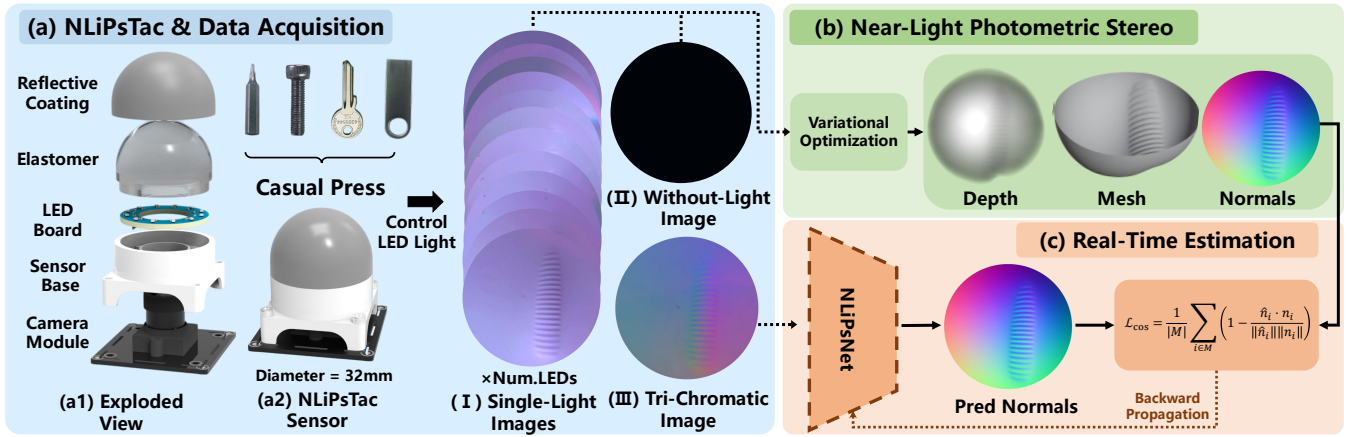 (a) NLiPsTac & Data Acquisition
Reflective
Coating
Elastomer
LED
Board
Sensor
Base
Camera
Module
(a1) Exploded
View
Casual Press
Diameter = 32mm
(a2) NLiPsTac
Sensor
Control
LED Light
×Num.LEDs
(Ⅰ) Single-Light
Images
(Ⅱ) Without-Light
Image
(Ⅲ) Tri-Chromatic
Image
(b) Near-Light Photometric Stereo
Variational
Optimization
Depth
Mesh
Normals
(c) Real-Time Estimation
NLiPsNet
Pred Normals
ℒcos = 1/|M| ∑i∈M (1 − n̂i · ni / ‖n̂i‖‖ni‖)
Backward
Propagation